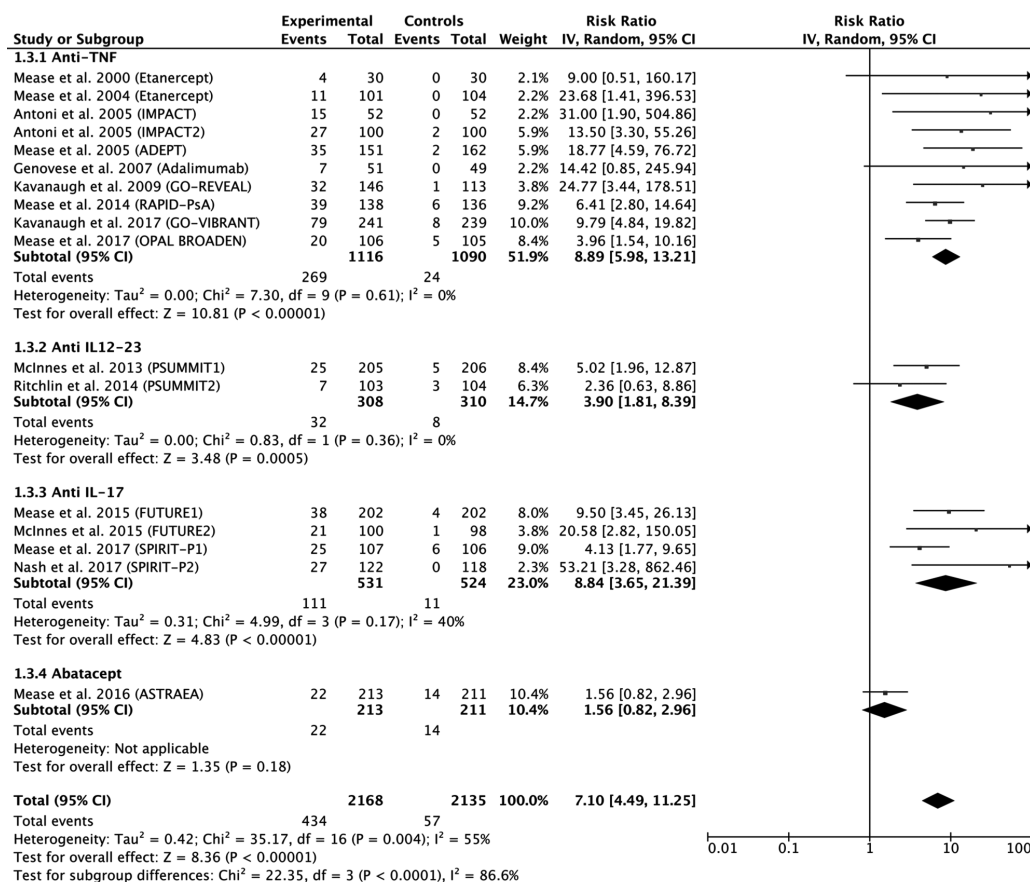 Experimental Controls Risk Ratio Risk Ratio
Study or Subgroup Events Total Events Total Weight IV, Random, 95% CI IV, Random, 95% CI
1.3.1 Anti-TNF
Mease et al. 2000 (Etanercept) 4 30 0 30 2.1% 9.00 [0.51, 160.17]
Mease et al. 2004 (Etanercept) 11 101 0 104 2.2% 23.68 [1.41, 396.53]
Antoni et al. 2005 (IMPACT) 15 52 0 52 2.2% 31.00 [1.90, 504.86]
Antoni et al. 2005 (IMPACT2) 27 100 2 100 5.9% 13.50 [3.30, 55.26]
Mease et al. 2005 (ADEPT) 35 151 2 162 5.9% 18.77 [4.59, 76.72]
Genovese et al. 2007 (Adalimumab) 7 51 0 49 2.2% 14.42 [0.85, 245.94]
Kavanaugh et al. 2009 (GO-REVEAL) 32 146 1 113 3.8% 24.77 [3.44, 178.51]
Mease et al. 2014 (RAPID-PsA) 39 138 6 136 9.2% 6.41 [2.80, 14.64]
Kavanaugh et al. 2017 (GO-VIBRANT) 79 241 8 239 10.0% 9.79 [4.84, 19.82]
Mease et al. 2017 (OPAL BROADEN) 20 106 5 105 8.4% 3.96 [1.54, 10.16]
Subtotal (95% CI) 1116 1090 51.9% 8.89 [5.98, 13.21]
Total events 269 24
Heterogeneity: Tau² = 0.00; Chi² = 7.30, df = 9 (P = 0.61); I² = 0%
Test for overall effect: Z = 10.81 (P < 0.00001)
1.3.2 Anti IL12-23
McInnes et al. 2013 (PSUMMIT1) 25 205 5 206 8.4% 5.02 [1.96, 12.87]
Ritchlin et al. 2014 (PSUMMIT2) 7 103 3 104 6.3% 2.36 [0.63, 8.86]
Subtotal (95% CI) 308 310 14.7% 3.90 [1.81, 8.39]
Total events 32 8
Heterogeneity: Tau² = 0.00; Chi² = 0.83, df = 1 (P = 0.36); I² = 0%
Test for overall effect: Z = 3.48 (P = 0.0005)
1.3.3 Anti IL-17
Mease et al. 2015 (FUTURE1) 38 202 4 202 8.0% 9.50 [3.45, 26.13]
McInnes et al. 2015 (FUTURE2) 21 100 1 98 3.8% 20.58 [2.82, 150.05]
Mease et al. 2017 (SPIRIT-P1) 25 107 6 106 9.0% 4.13 [1.77, 9.65]
Nash et al. 2017 (SPIRIT-P2) 27 122 0 118 2.3% 53.21 [3.28, 862.46]
Subtotal (95% CI) 531 524 23.0% 8.84 [3.65, 21.39]
Total events 111 11
Heterogeneity: Tau² = 0.31; Chi² = 4.99, df = 3 (P = 0.17); I² = 40%
Test for overall effect: Z = 4.83 (P < 0.00001)
1.3.4 Abatacept
Mease et al. 2016 (ASTRAEA) 22 213 14 211 10.4% 1.56 [0.82, 2.96]
Subtotal (95% CI) 213 211 10.4% 1.56 [0.82, 2.96]
Total events 22 14
Heterogeneity: Not applicable
Test for overall effect: Z = 1.35 (P = 0.18)
Total (95% CI) 2168 2135 100.0% 7.10 [4.49, 11.25]
Total events 434 57
Heterogeneity: Tau² = 0.42; Chi² = 35.17, df = 16 (P = 0.004); I² = 55%
Test for overall effect: Z = 8.36 (P < 0.00001)
Test for subgroup differences: Chi² = 22.35, df = 3 (P < 0.0001), I² = 86.6%
0.01 0.1 1 10 100